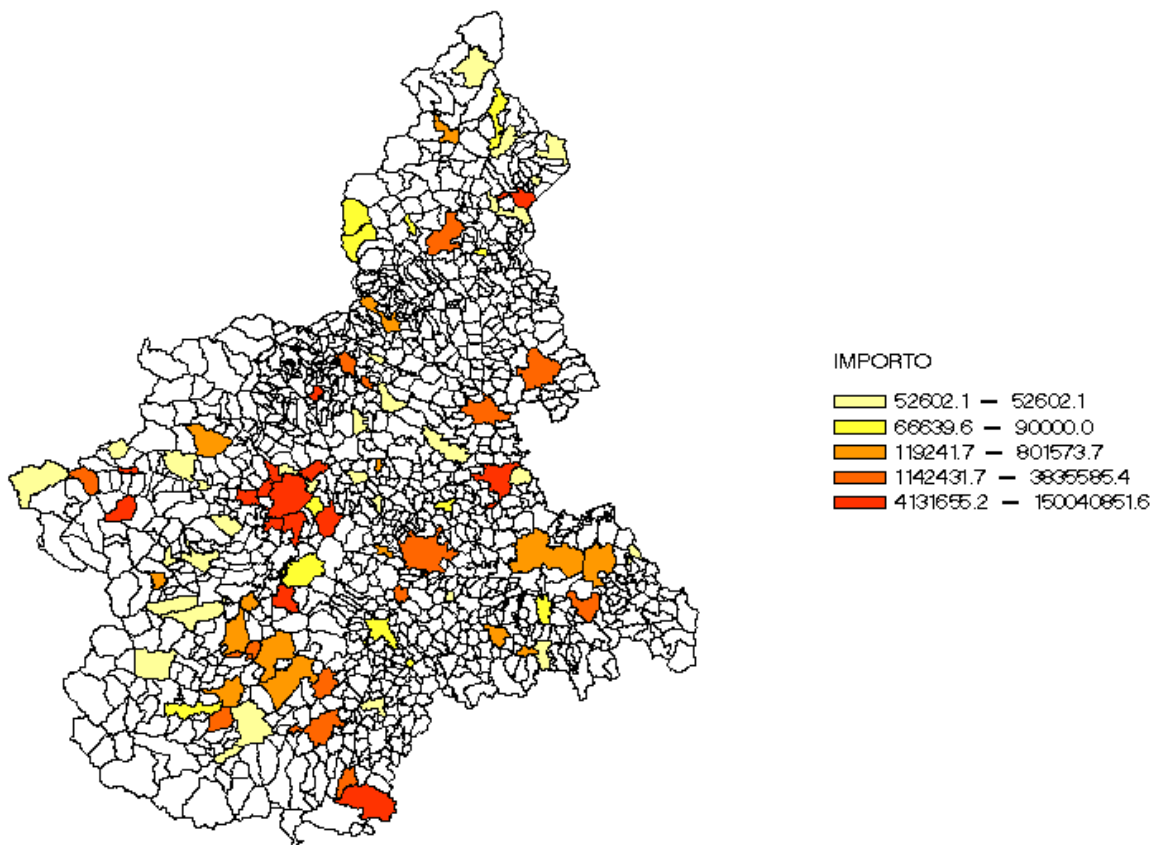 IMPORTO
52602.1 – 52602.1
66639.6 – 90000.0
119241.7 – 801573.7
1142431.7 – 3835585.4
4131655.2 – 150040851.6